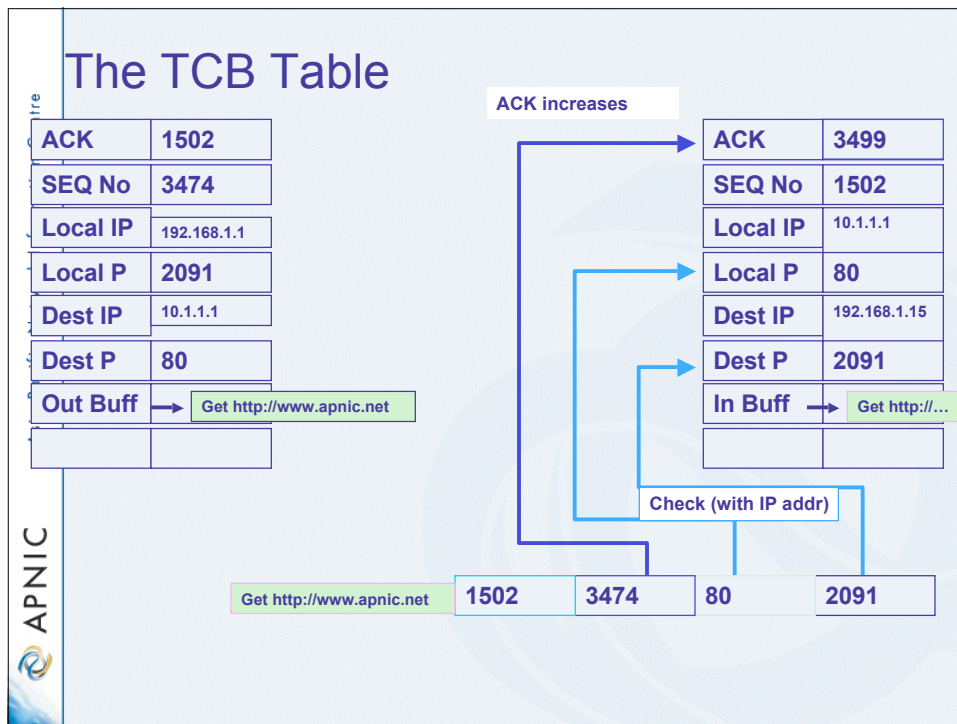 The TCB Table
ACK increases
ACK 1502
SEQ No 3474
Local IP 192.168.1.1
Local P 2091
Dest IP 10.1.1.1
Dest P 80
Out Buff Get http://www.apnic.net
ACK 3499
SEQ No 1502
Local IP 10.1.1.1
Local P 80
Dest IP 192.168.1.15
Dest P 2091
In Buff Get http://…
Check (with IP addr)
Get http://www.apnic.net 1502 3474 80 2091
APNIC